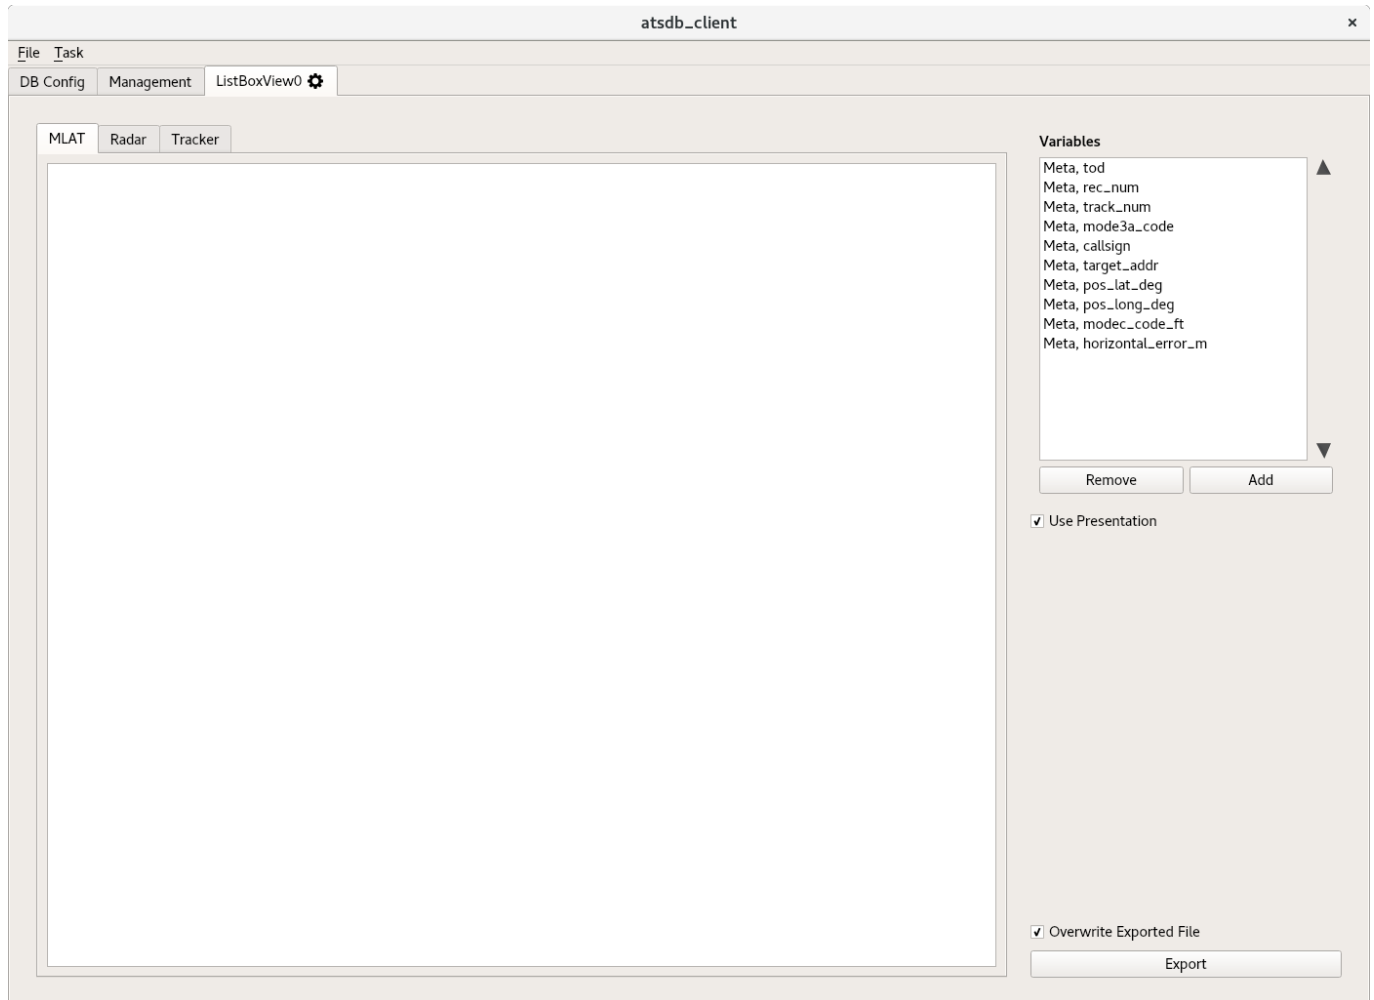 atsdb_client
File Task
DB Config Management ListBoxView0
MLAT Radar Tracker
Variables
Meta, tod
Meta, rec_num
Meta, track_num
Meta, mode3a_code
Meta, callsign
Meta, target_addr
Meta, pos_lat_deg
Meta, pos_long_deg
Meta, modec_code_ft
Meta, horizontal_error_m
Remove Add
Use Presentation
Overwrite Exported File
Export